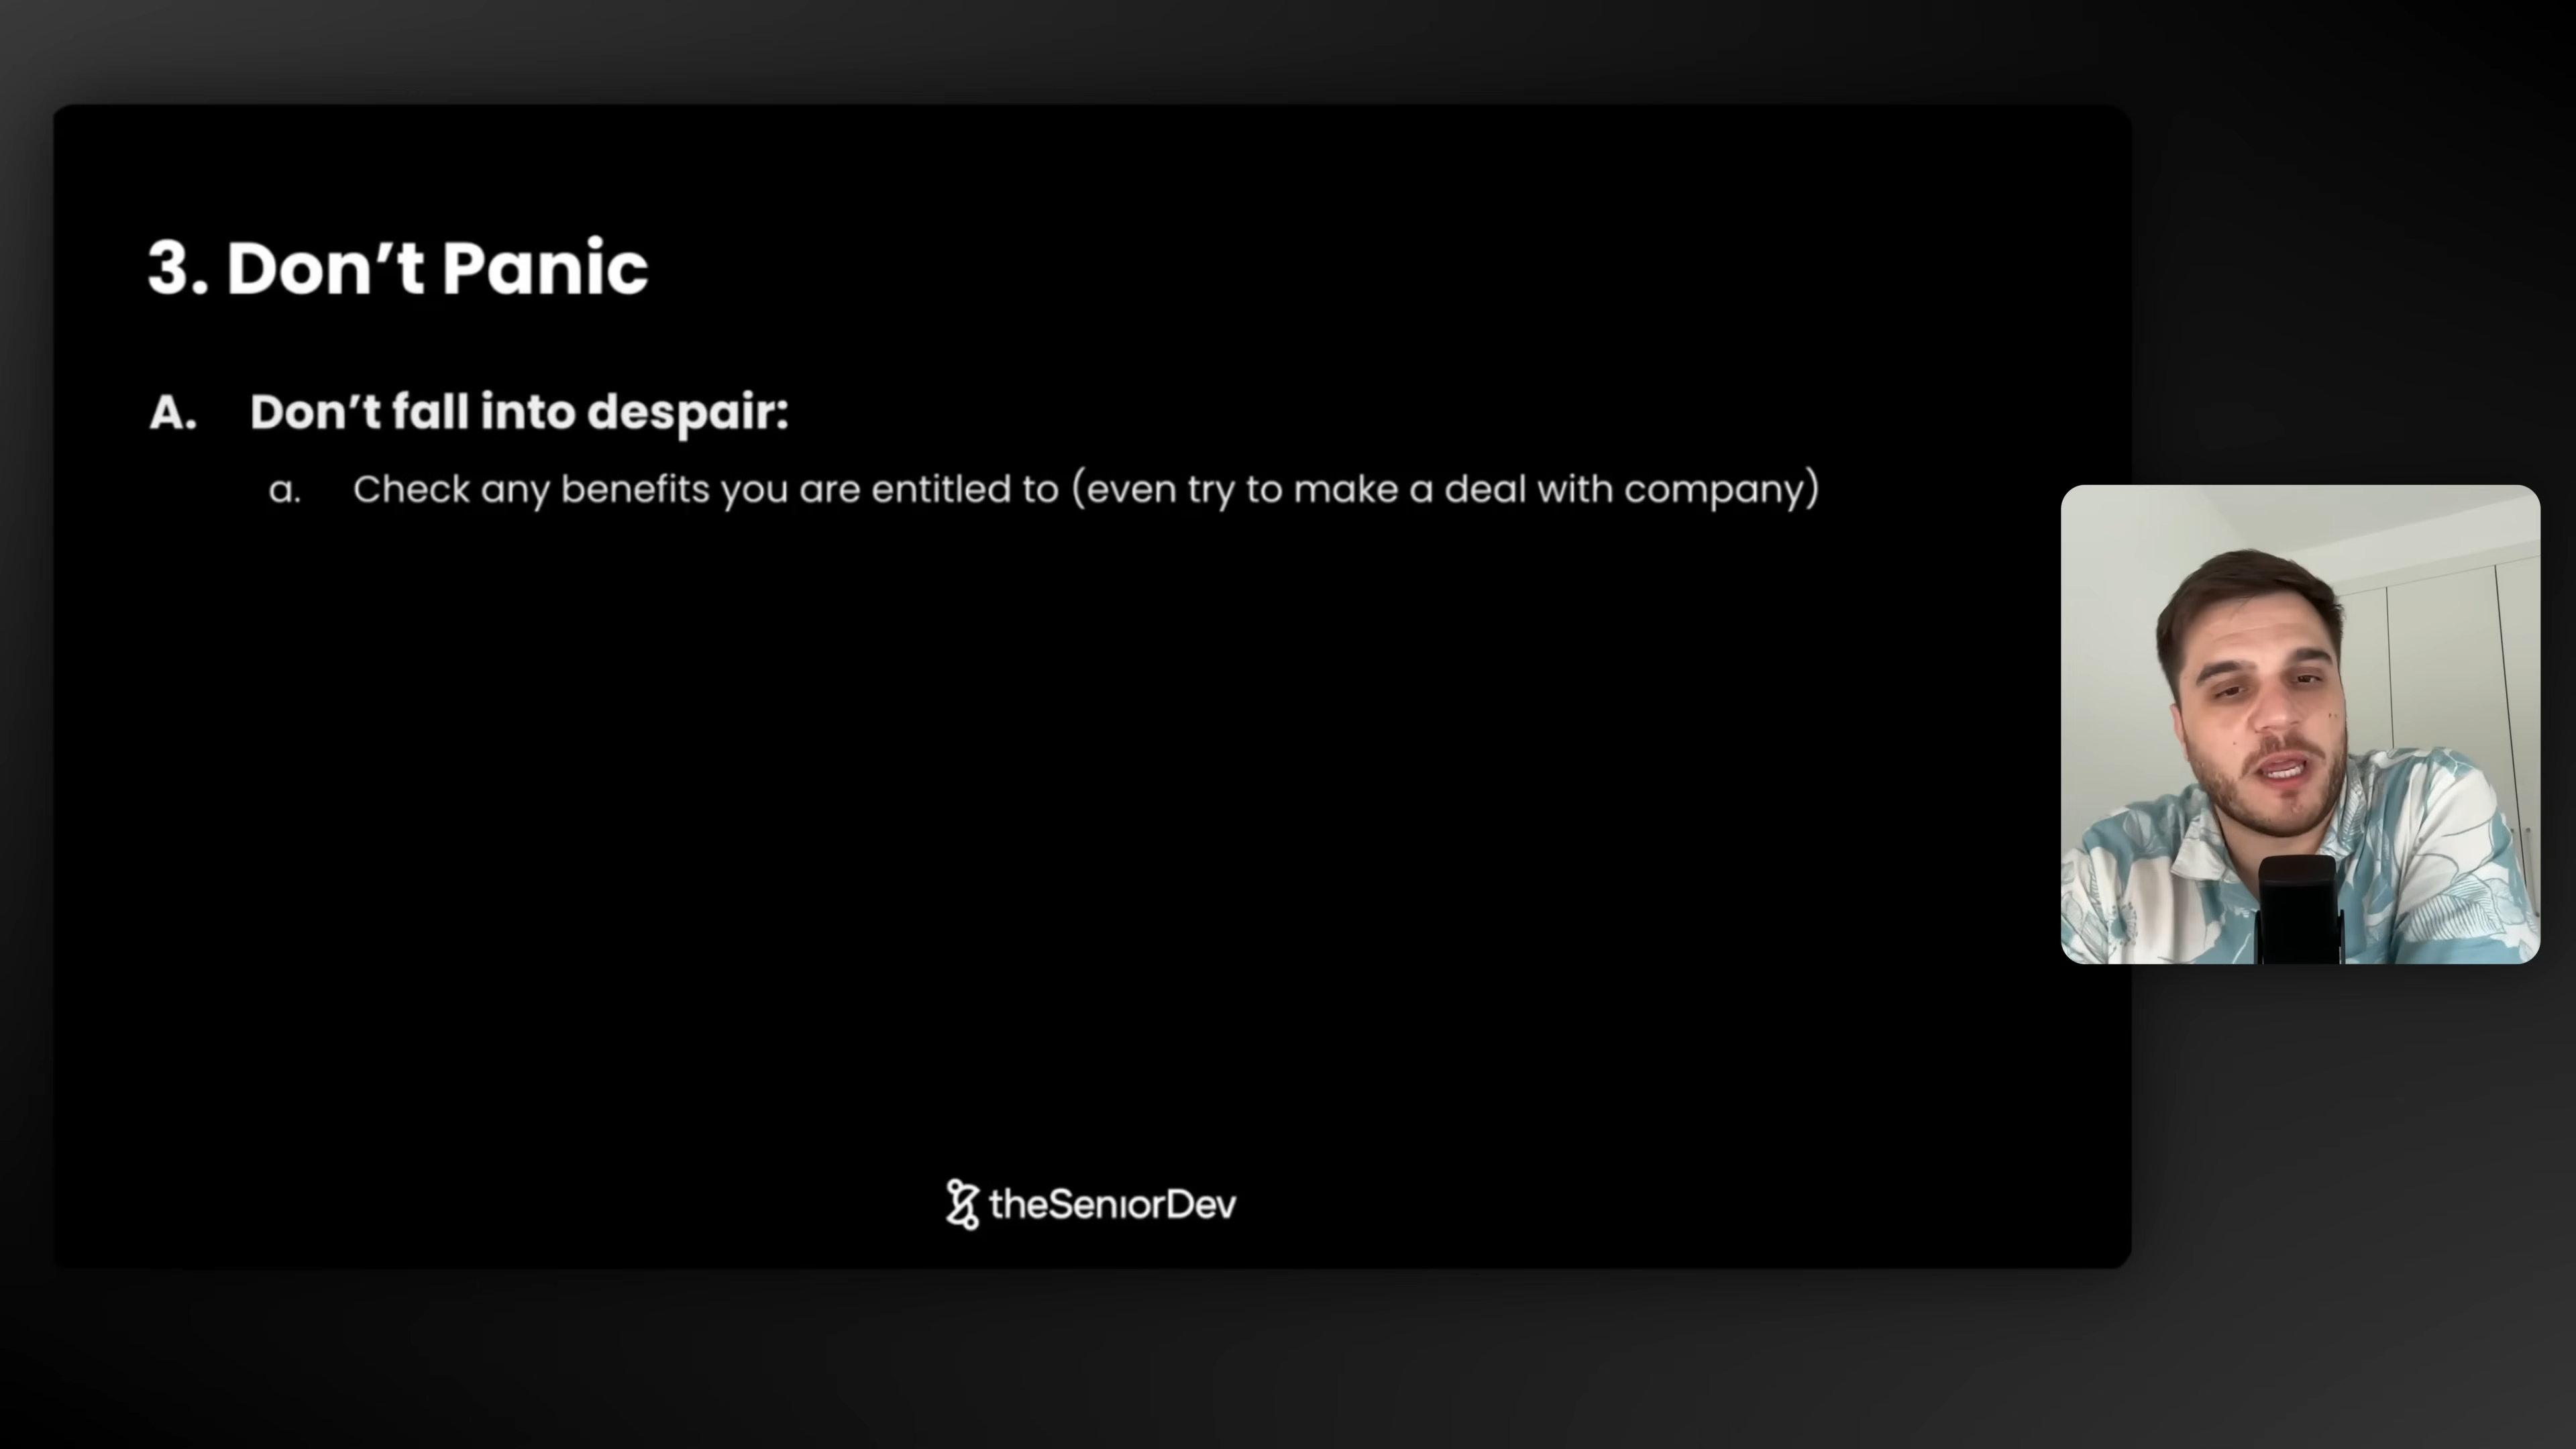 3. Don’t Panic
A. Don’t fall into despair:
a. Check any benefits you are entitled to (even try to make a deal with company)
theSeniorDev